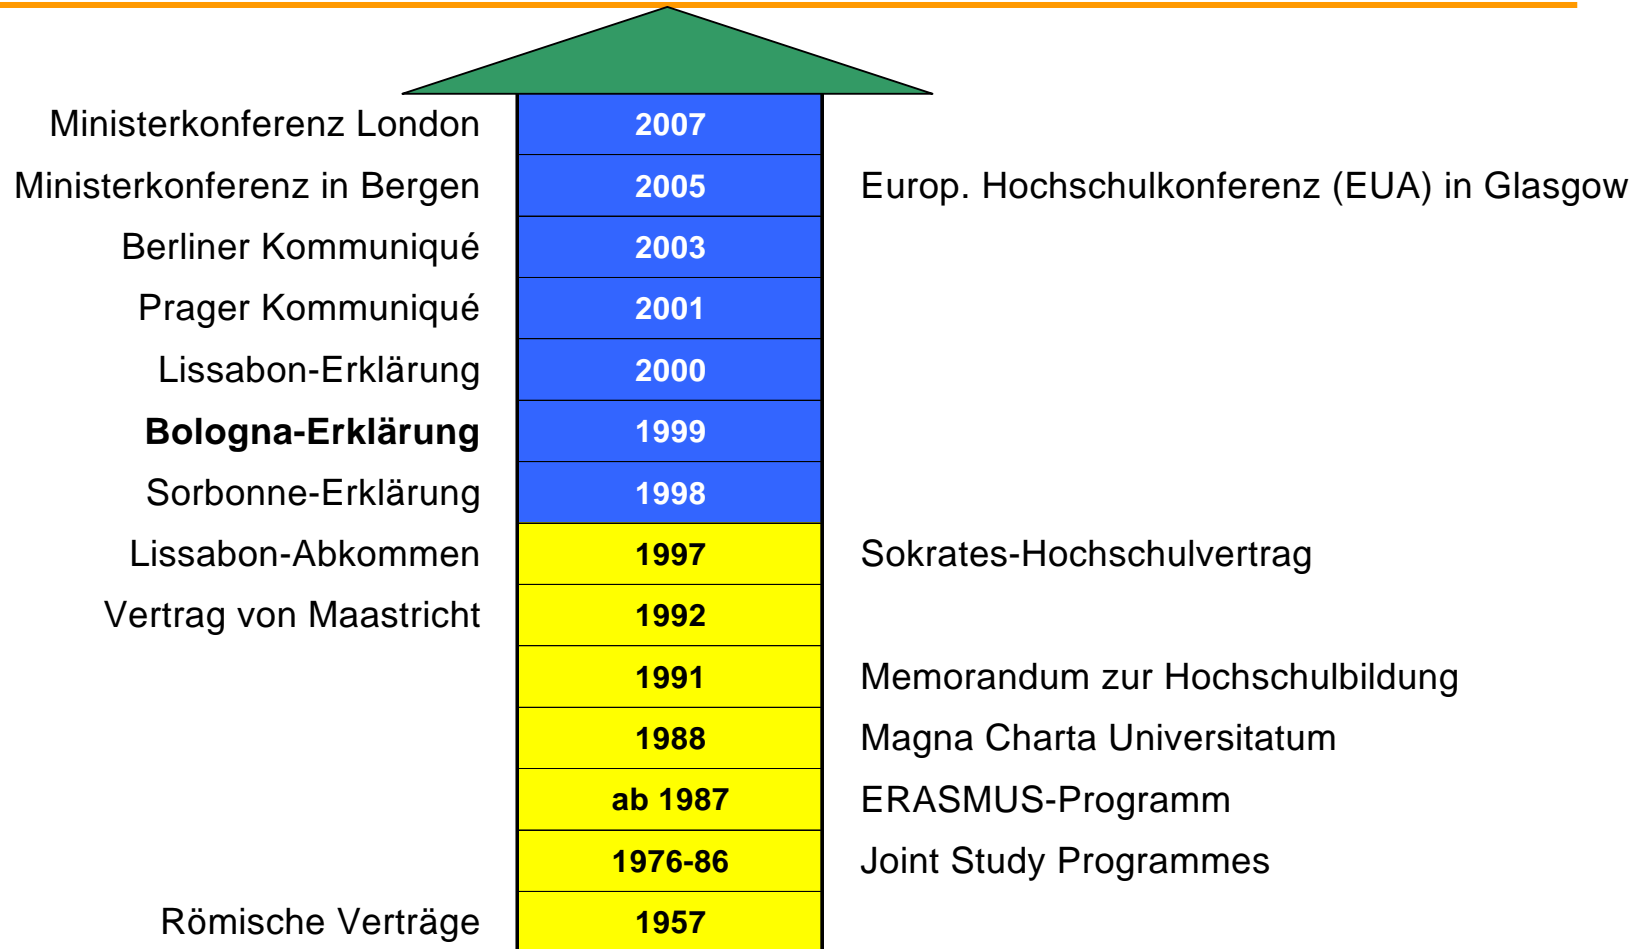 Ministerkonferenz London 2007
Ministerkonferenz in Bergen 2005 Europ. Hochschulkonferenz (EUA) in Glasgow
Berliner Kommuniqué 2003
Prager Kommuniqué 2001
Lissabon-Erklärung 2000
Bologna-Erklärung 1999
Sorbonne-Erklärung 1998
Lissabon-Abkommen 1997 Sokrates-Hochschulvertrag
Vertrag von Maastricht 1992
1991 Memorandum zur Hochschulbildung
1988 Magna Charta Universitatum
ab 1987 ERASMUS-Programm
1976-86 Joint Study Programmes
Römische Verträge 1957